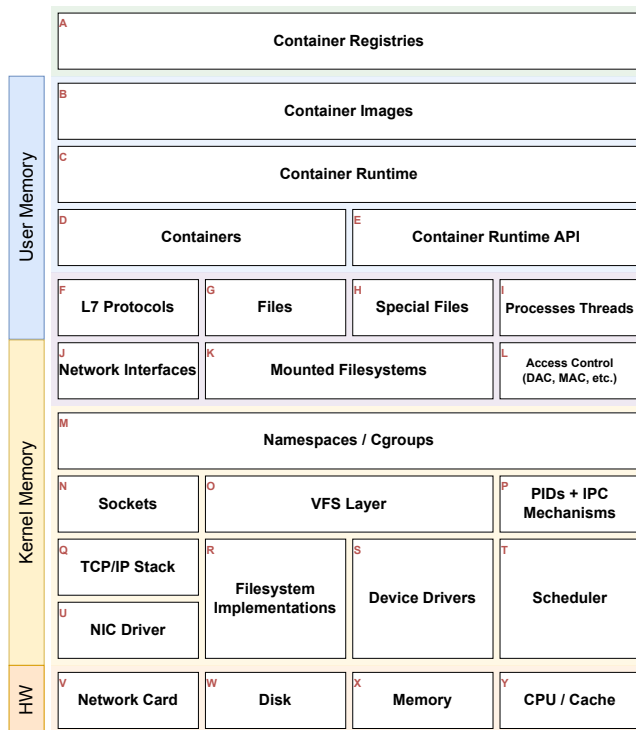 A
Container Registries
User Memory
B
Container Images
C
Container Runtime
D
Containers
E
Container Runtime API
F
L7 Protocols
G
Files
H
Special Files
I
Processes Threads
Kernel Memory
J
Network Interfaces
K
Mounted Filesystems
L
Access Control
(DAC, MAC, etc.)
M
Namespaces / Cgroups
N
Sockets
O
VFS Layer
P
PIDs + IPC
Mechanisms
Q
TCP/IP Stack
R
Filesystem
Implementations
S
Device Drivers
T
Scheduler
U
NIC Driver
HW
V
Network Card
W
Disk
X
Memory
Y
CPU / Cache